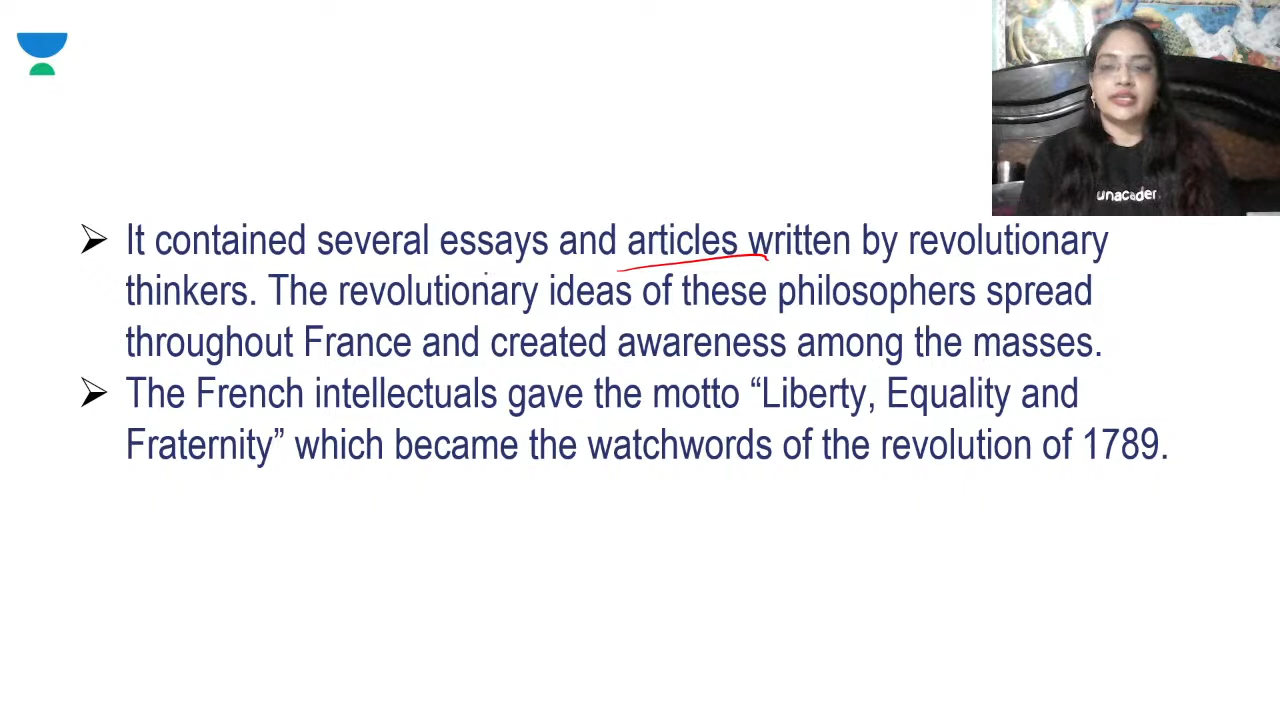 unacader
➢ It contained several essays and articles written by revolutionary
thinkers. The revolutionary ideas of these philosophers spread
throughout France and created awareness among the masses.
➢ The French intellectuals gave the motto “Liberty, Equality and
Fraternity” which became the watchwords of the revolution of 1789.